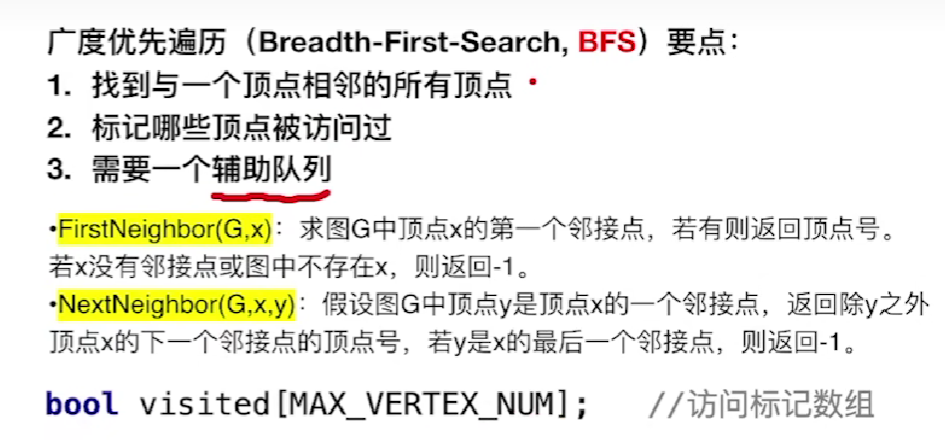 广度优先遍历（Breadth-First-Search, BFS）要点：
1. 找到与一个顶点相邻的所有顶点
2. 标记哪些顶点被访问过
3. 需要一个辅助队列
•FirstNeighbor(G,x)：求图G中顶点x的第一个邻接点，若有则返回顶点号。
若x没有邻接点或图中不存在x，则返回-1。
•NextNeighbor(G,x,y)：假设图G中顶点y是顶点x的一个邻接点，返回除y之外
顶点x的下一个邻接点的顶点号，若y是x的最后一个邻接点，则返回-1。
bool visited[MAX_VERTEX_NUM]; //访问标记数组